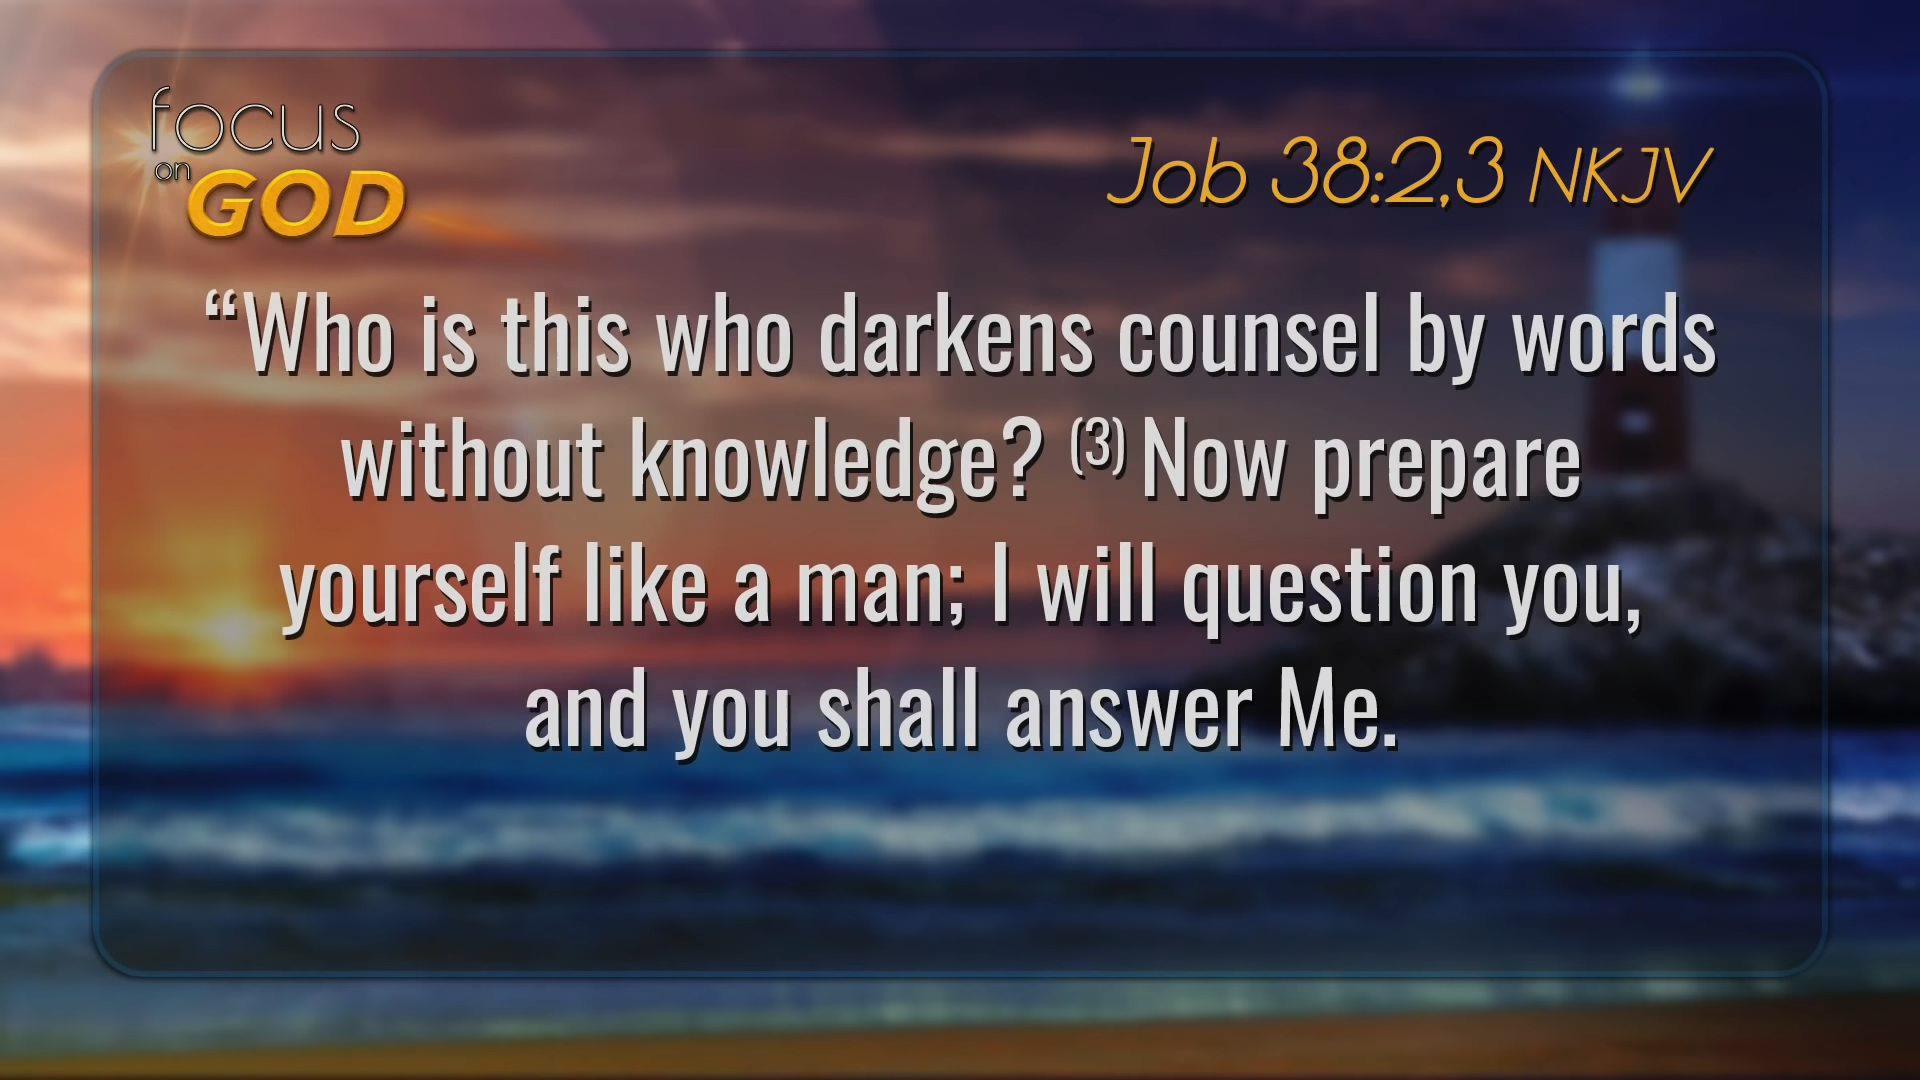 focus
on GOD
Job 38:2,3 NKJV
“Who is this who darkens counsel by words
without knowledge? (3) Now prepare
yourself like a man; I will question you,
and you shall answer Me.